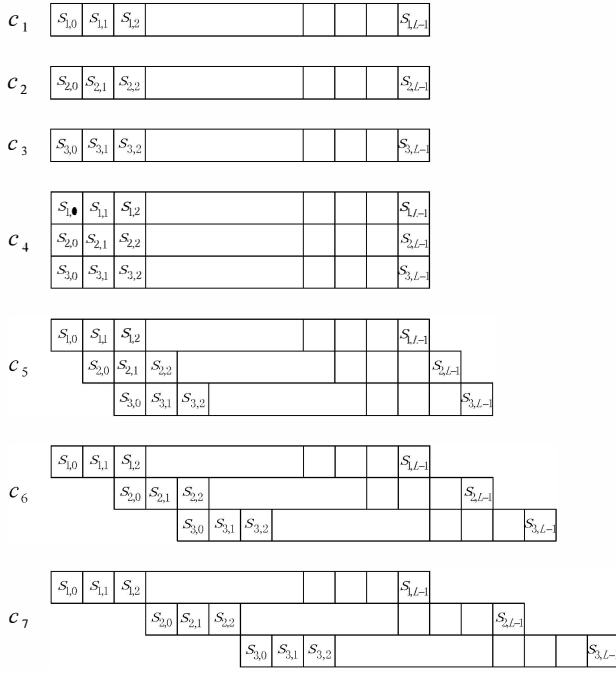 c₁ S₁,₀ S₁,₁ S₁,₂ S₁,L₋₁
c₂ S₂,₀ S₂,₁ S₂,₂ S₂,L₋₁
c₃ S₃,₀ S₃,₁ S₃,₂ S₃,L₋₁
S₁, S₁,₁ S₁,₂ S₁,L₋₁
c₄ S₂,₀ S₂,₁ S₂,₂ S₂,L₋₁
S₃,₀ S₃,₁ S₃,₂ S₃,L₋₁
S₁,₀ S₁,₁ S₁,₂ S₁,L₋₁
c₅ S₂,₀ S₂,₁ S₂,₂ S₂,L₋₁
S₃,₀ S₃,₁ S₃,₂ S₃,L₋₁
S₁,₀ S₁,₁ S₁,₂ S₁,L₋₁
c₆ S₂,₀ S₂,₁ S₂,₂ S₂,L₋₁
S₃,₀ S₃,₁ S₃,₂ S₃,L₋₁
S₁,₀ S₁,₁ S₁,₂ S₁,L₋₁
c₇ S₂,₀ S₂,₁ S₂,₂ S₂,L₋₁
S₃,₀ S₃,₁ S₃,₂ S₃,L₋